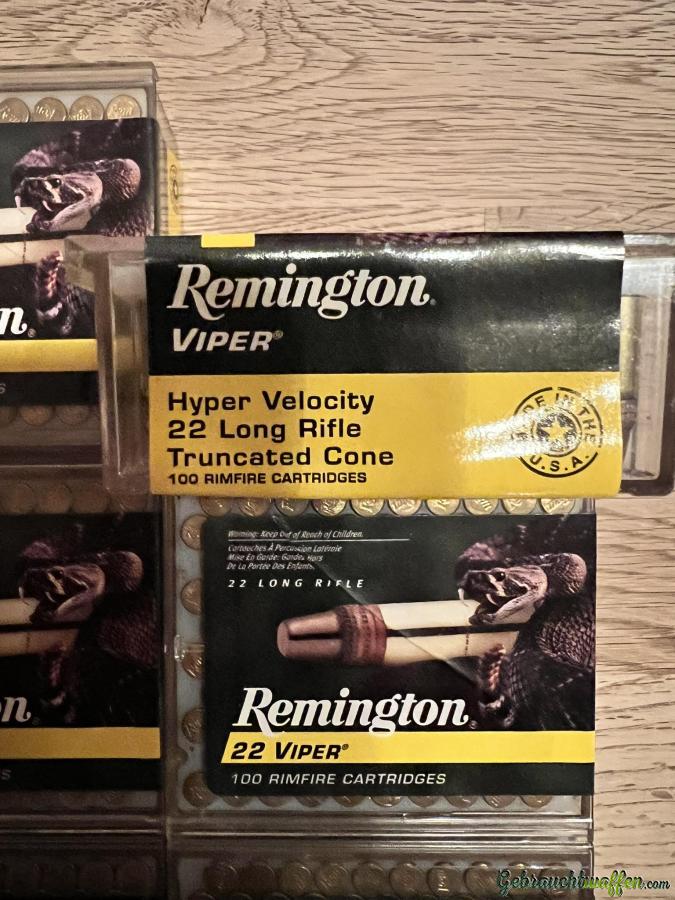 Remington®
VIPER®
Hyper Velocity
22 Long Rifle
Truncated Cone
100 RIMFIRE CARTRIDGES
MADE IN THE
U.S.A.
n®
S
Warning: Keep Out of Reach of Children.
Cartouches À Percussion Latérale
Mise En Garde: Garder Hors
De La Portée Des Enfants.
22 LONG RIFLE
Remington®
22 VIPER®
100 RIMFIRE CARTRIDGES
n®
S
Gebrauchtwaffen.com